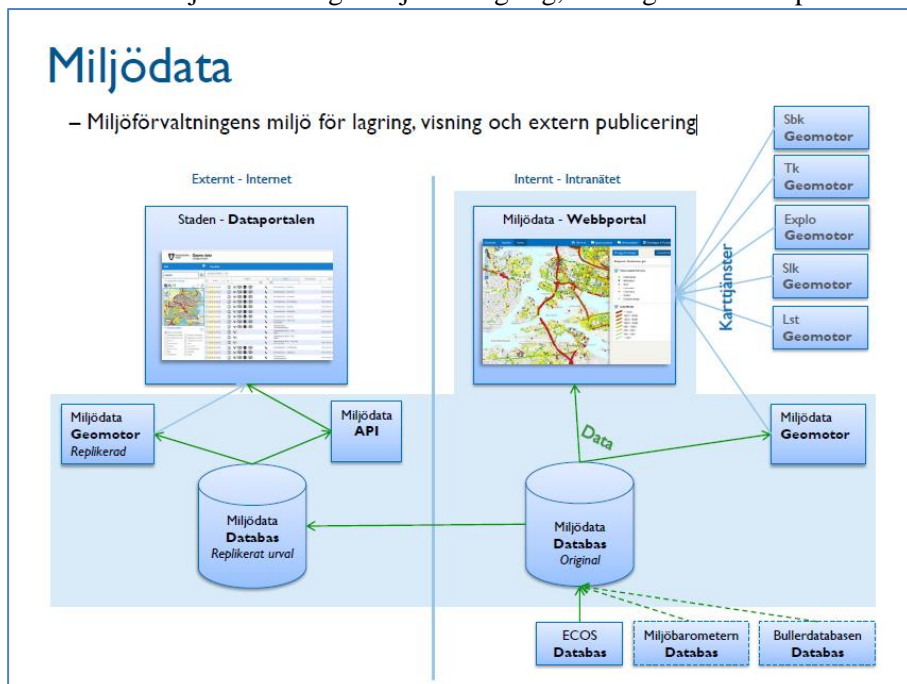 Miljödata
– Miljöförvaltningens miljö för lagring, visning och extern publicering
Externt - Internet
Internt - Intranätet
Staden - Dataportalen
Miljödata - Webbportal
Sbk
Geomotor
Tk
Geomotor
Explo
Geomotor
Slk
Geomotor
Lst
Geomotor
Karttjänster
Miljödata
Geomotor
Replikerad
Miljödata
API
Data
Miljödata
Geomotor
Miljödata
Databas
Replikerat urval
Miljödata
Databas
Original
ECOS
Databas
Miljöbarometern
Databas
Bullerdatabasen
Databas